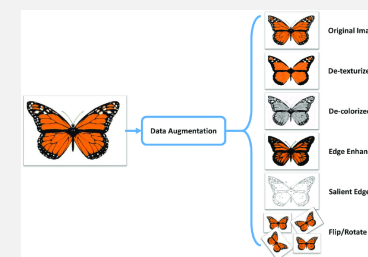 Original Ima
De-texturize
De-colorize
Data Augmentation
Edge Enhan
Salient Edge
Flip/Rotate